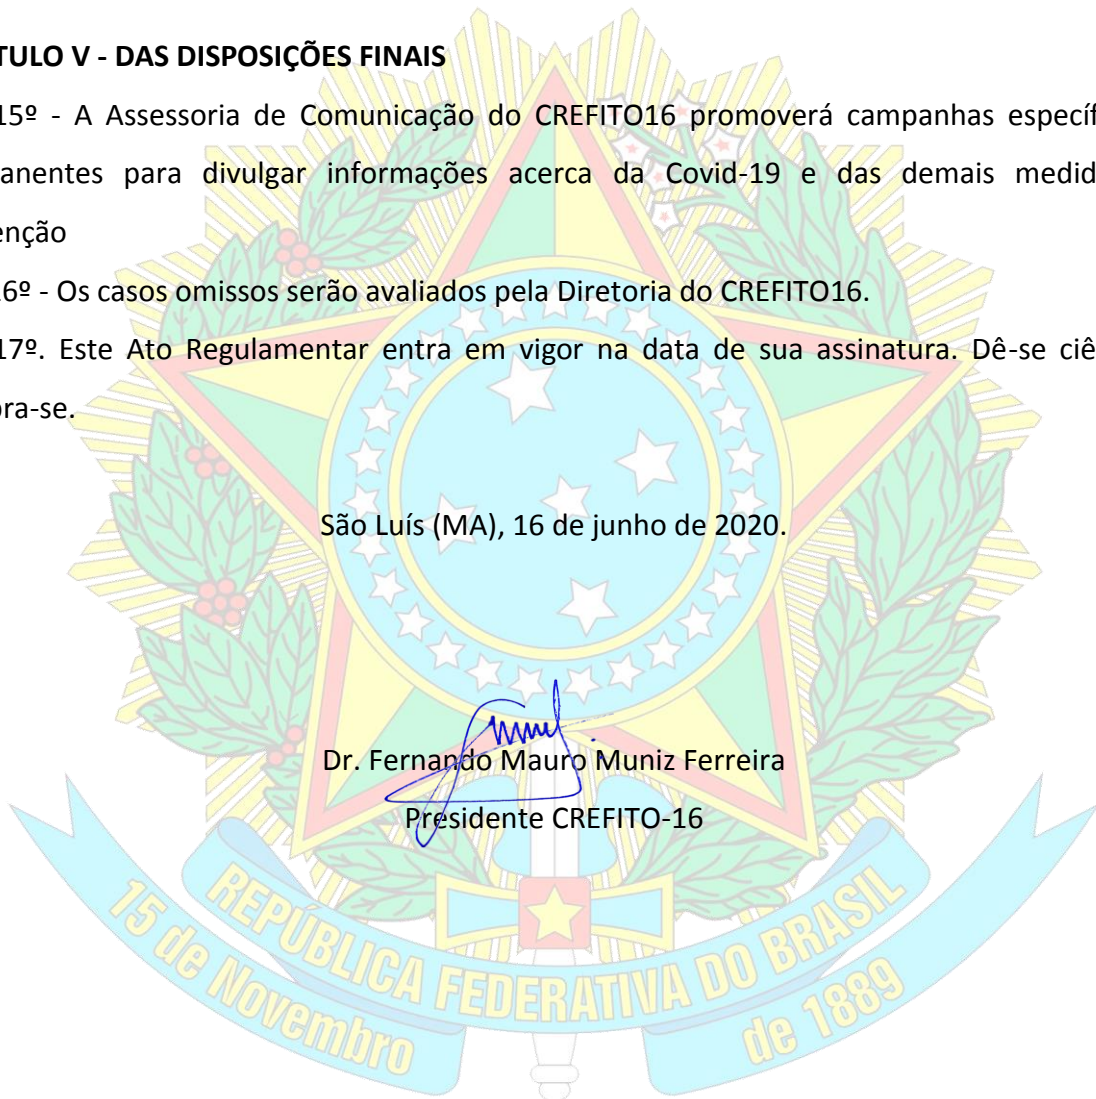 TULO V - DAS DISPOSIÇÕES FINAIS
15º - A Assessoria de Comunicação do CREFITO16 promoverá campanhas específ
anentes para divulgar informações acerca da Covid-19 e das demais medid
enção
16º - Os casos omissos serão avaliados pela Diretoria do CREFITO16.
17º. Este Ato Regulamentar entra em vigor na data de sua assinatura. Dê-se ciê
ra-se.
São Luís (MA), 16 de junho de 2020.
Dr. Fernando Mauro Muniz Ferreira
Presidente CREFITO-16
REPÚBLICA FEDERATIVA DO BRASIL
15 de Novembro
de 1889